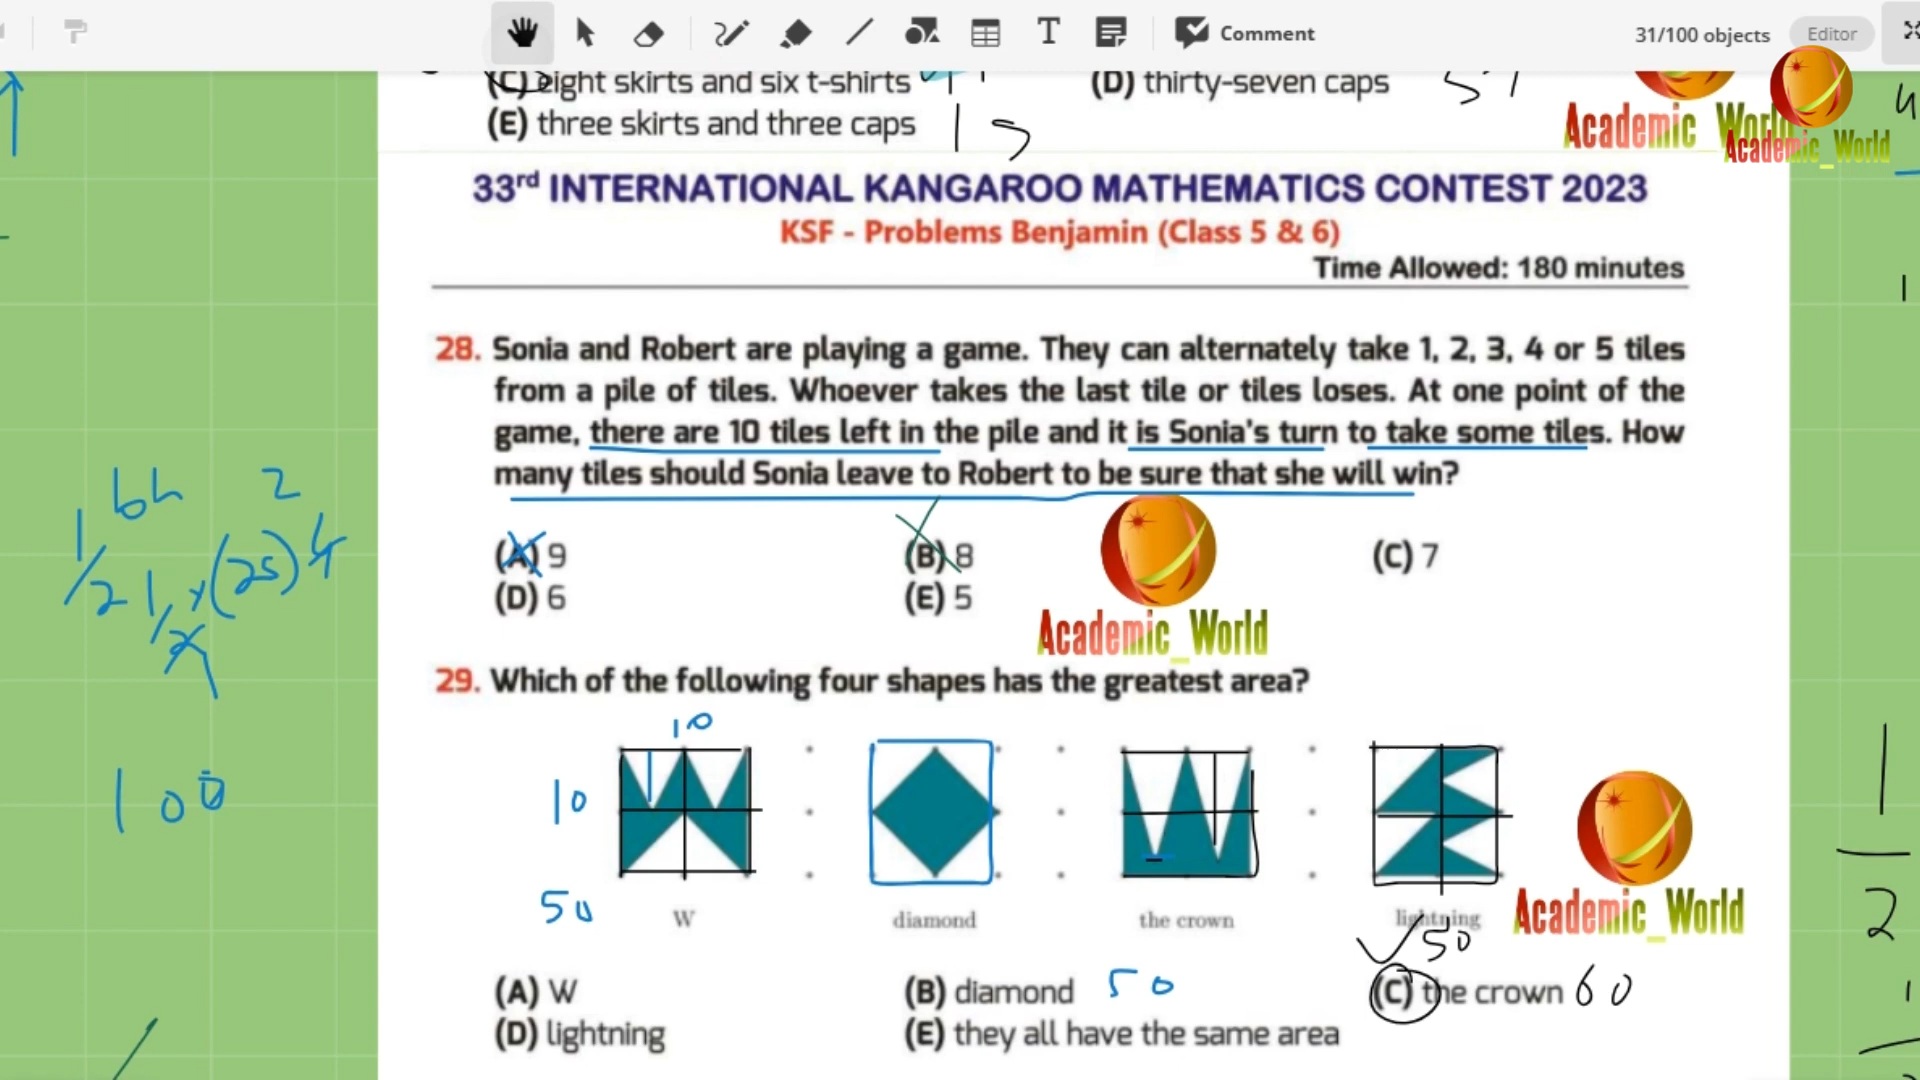 Comment
31/100 objects
Editor
(C) eight skirts and six t-shirts
(D) thirty-seven caps
(E) three skirts and three caps
Academic_World
Academic_World
33rd INTERNATIONAL KANGAROO MATHEMATICS CONTEST 2023
KSF - Problems Benjamin (Class 5 & 6)
Time Allowed: 180 minutes
28. Sonia and Robert are playing a game. They can alternately take 1, 2, 3, 4 or 5 tiles
from a pile of tiles. Whoever takes the last tile or tiles loses. At one point of the
game, there are 10 tiles left in the pile and it is Sonia's turn to take some tiles. How
many tiles should Sonia leave to Robert to be sure that she will win?
(A) 9
(B) 8
(C) 7
(D) 6
(E) 5
Academic_World
29. Which of the following four shapes has the greatest area?
10
10
100
50
W
diamond
the crown
lightning
Academic_World
50
(A) W
(B) diamond 50
(C) the crown 60
(D) lightning
(E) they all have the same area
1
2